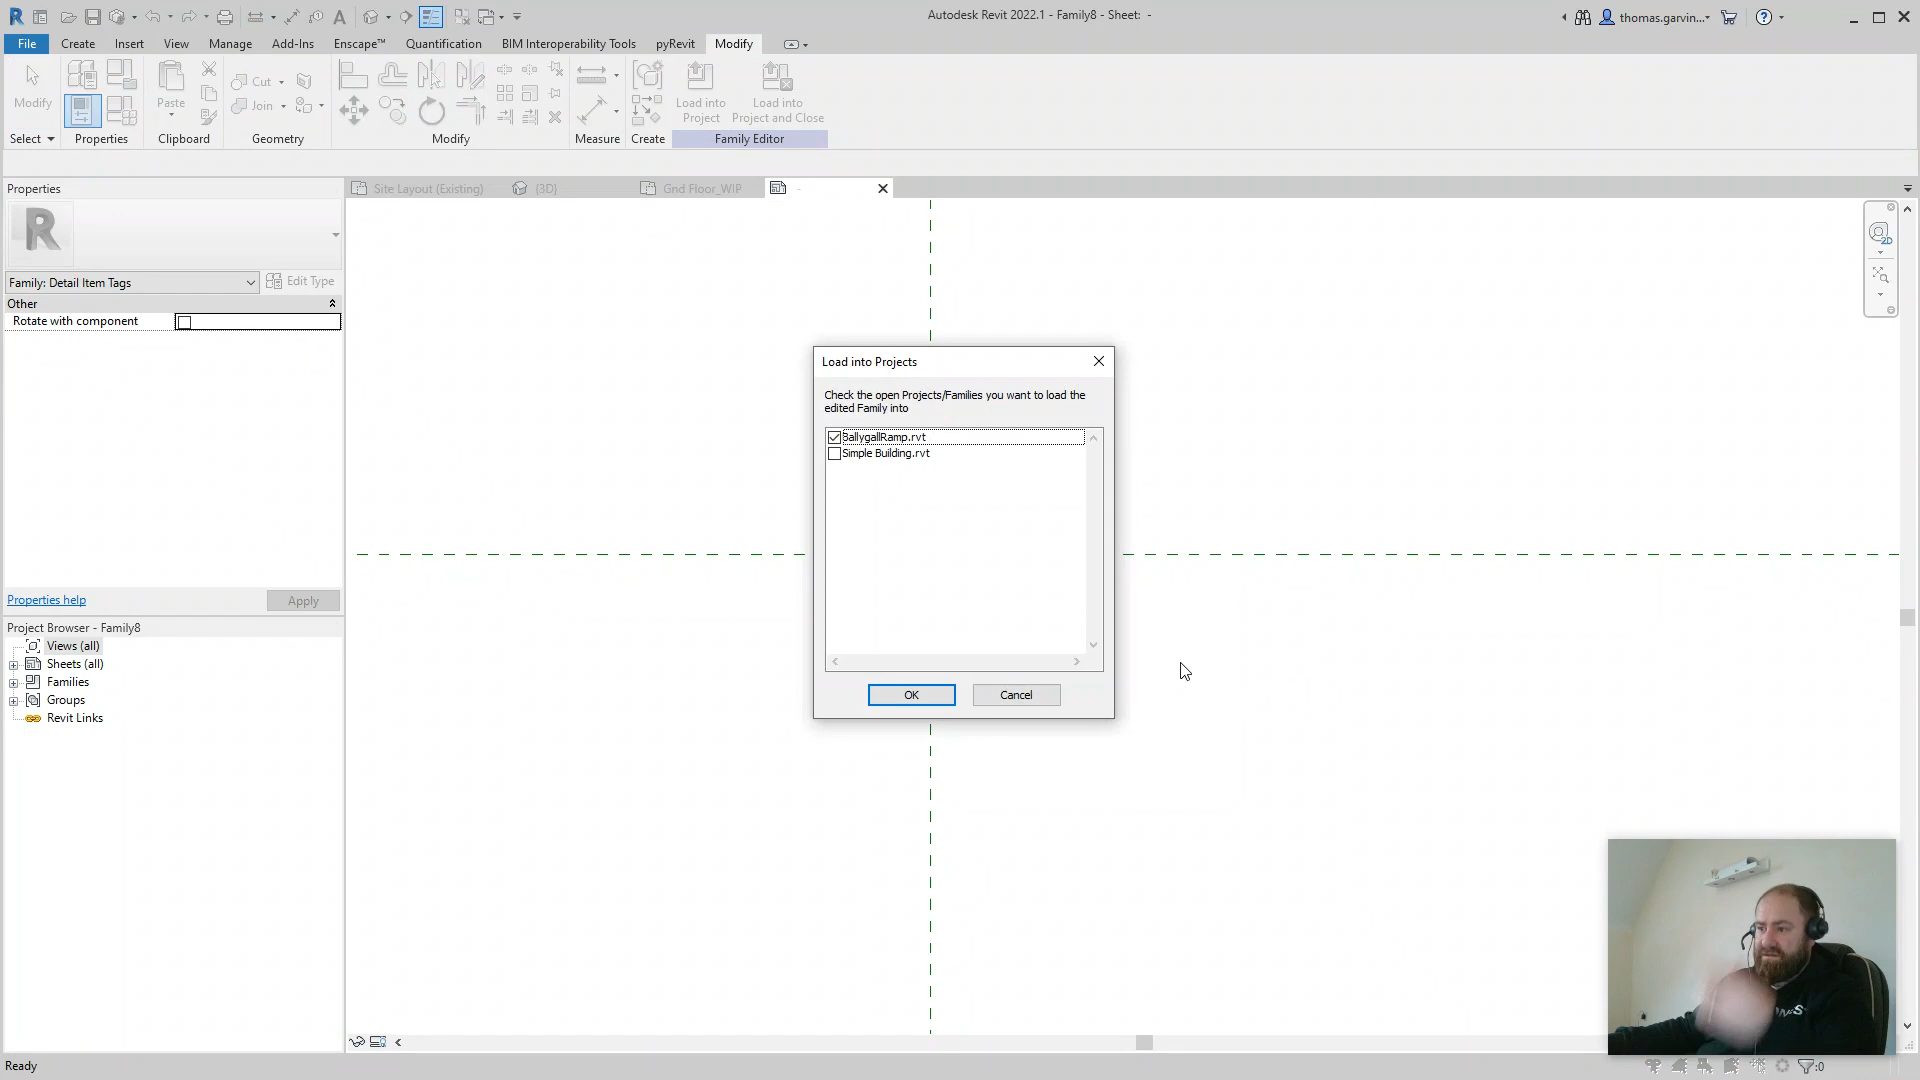 Autodesk Revit 2022.1 - Family8 - Sheet: -
thomas.garvin...
File Create Insert View Manage Add-Ins Enscape™ Quantification BIM Interoperability Tools pyRevit Modify
Modify
Paste
Cut
Join
Load into
Project
Load into
Project and Close
Select Properties Clipboard Geometry Modify Measure Create Family Editor
Properties
Site Layout (Existing) {3D} Gnd Floor_WIP -
Family: Detail Item Tags Edit Type
Other
Rotate with component
Properties help Apply
Project Browser - Family8
Views (all)
Sheets (all)
Families
Groups
Revit Links
Load into Projects
Check the open Projects/Families you want to load the
edited Family into
BallygallRamp.rvt
Simple Building.rvt
OK Cancel
2D
Ready
:0